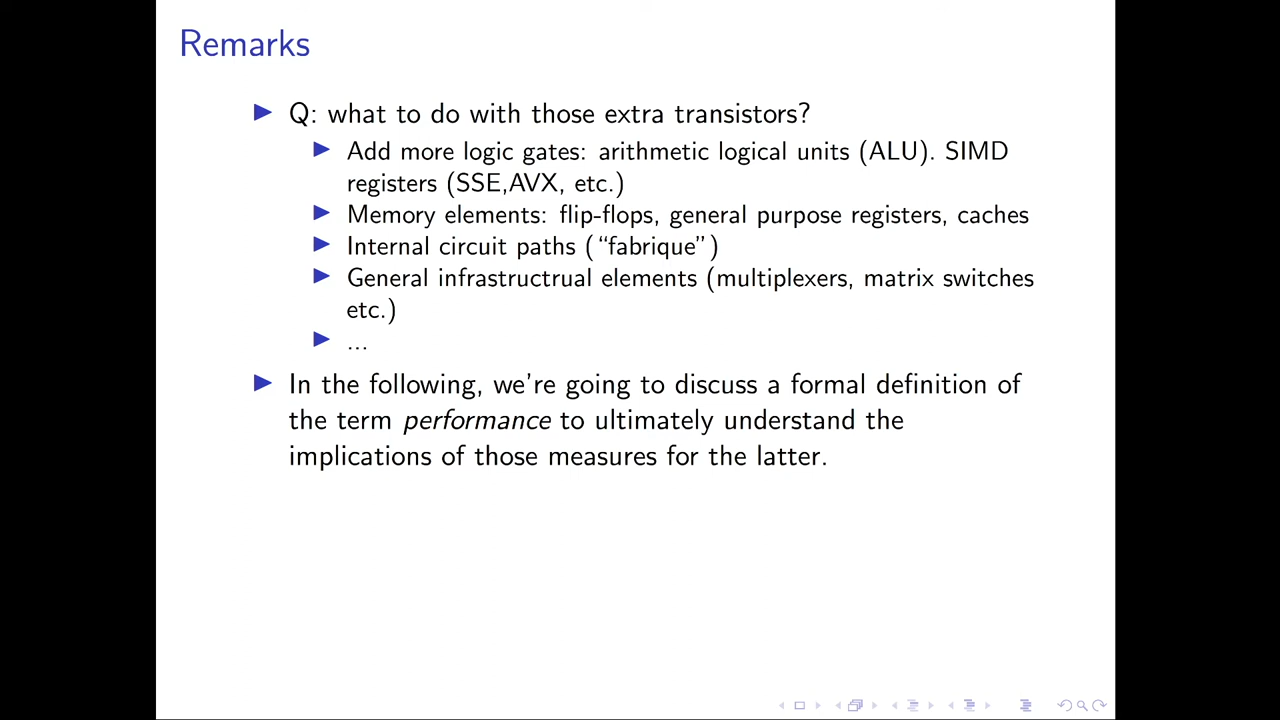 Remarks
Q: what to do with those extra transistors?
Add more logic gates: arithmetic logical units (ALU). SIMD
registers (SSE,AVX, etc.)
Memory elements: flip-flops, general purpose registers, caches
Internal circuit paths (“fabrique”)
General infrastructrual elements (multiplexers, matrix switches
etc.)
...
In the following, we're going to discuss a formal definition of
the term performance to ultimately understand the
implications of those measures for the latter.